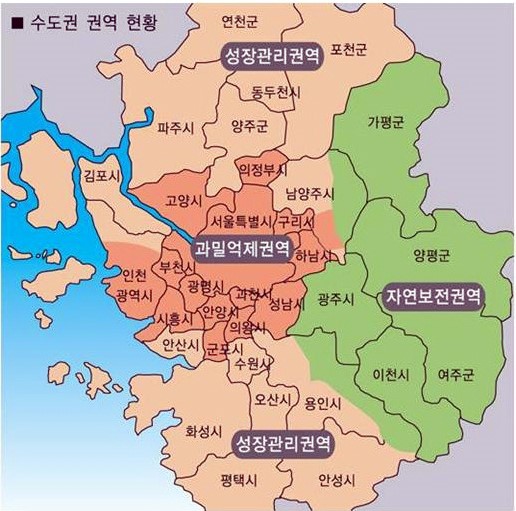 ■ 수도권 권역 현황
연천군
포천군
성장관리권역
동두천시
가평군
파주시
양주군
의정부시
김포시
고양시
남양주시
서울특별시
구리시
과밀억제권역
하남시
양평군
인천
광역시
부천시
광명시
과천시
성남시
광주시
자연보전권역
시흥시
안양시
의왕시
안산시
군포시
수원시
이천시
여주군
오산시
용인시
화성시
성장관리권역
평택시
안성시